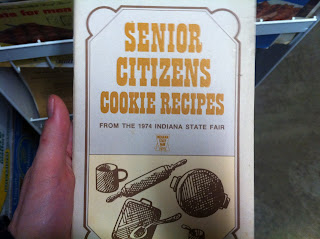 SENIOR
CITIZENS
COOKIE RECIPES
FROM THE 1974 INDIANA STATE FAIR